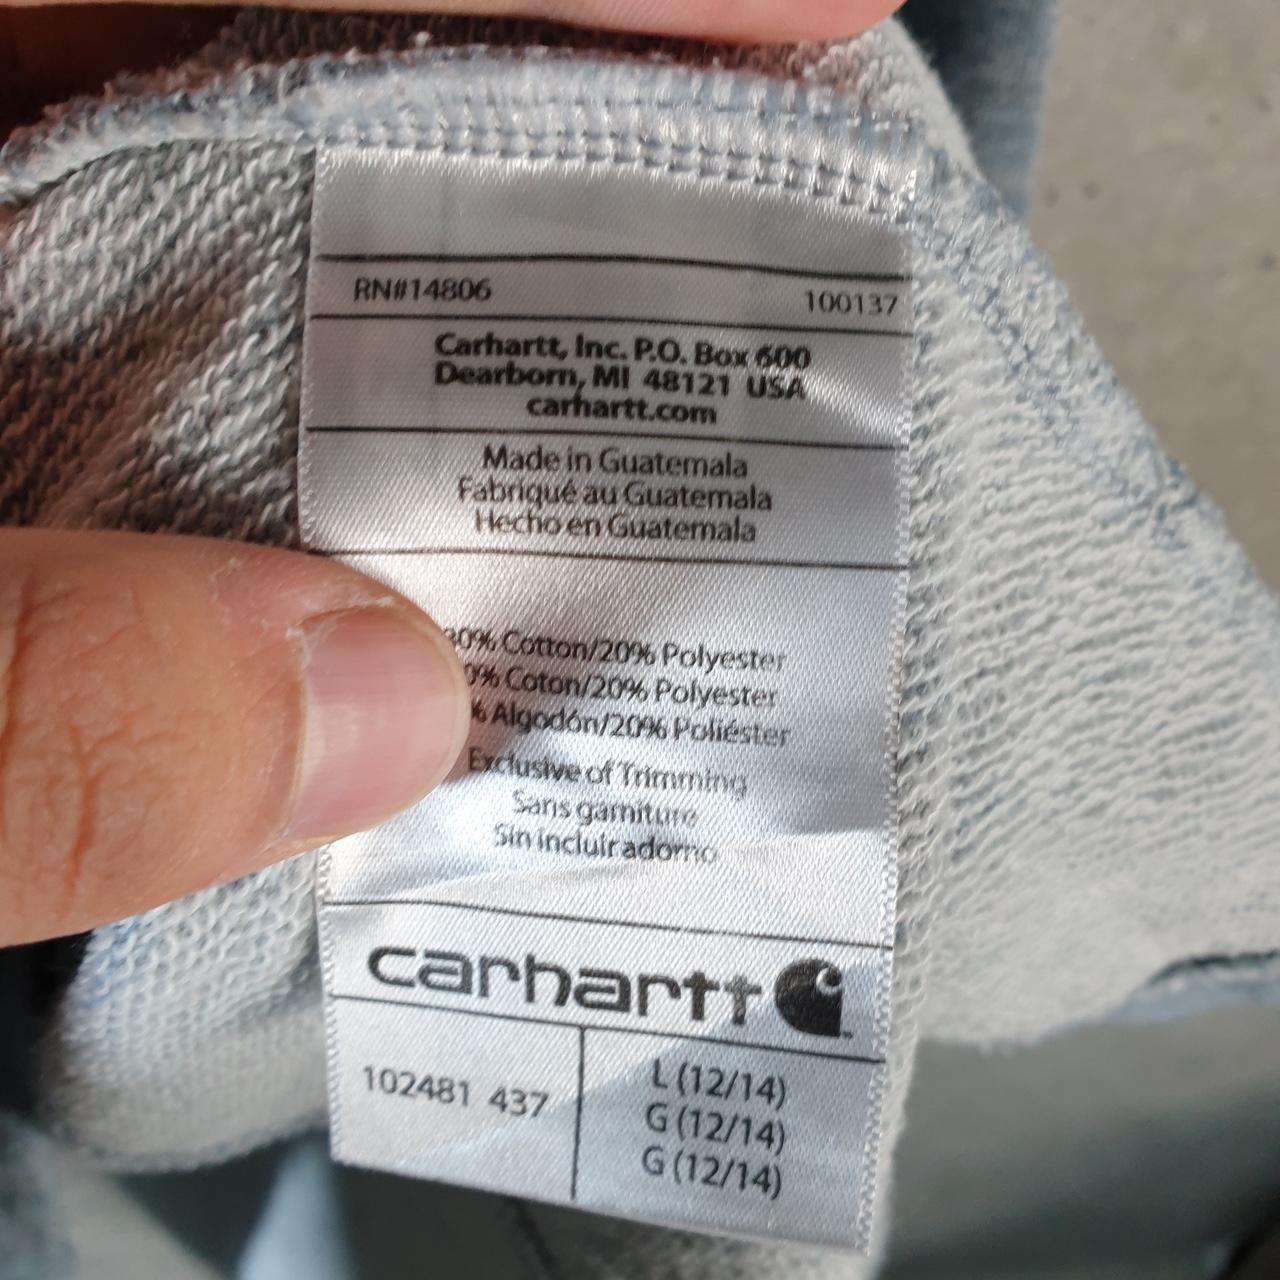 RN#14806 100137
Carhartt, Inc. P.O. Box 600
Dearborn, MI 48121 USA
carhartt.com
Made in Guatemala
Fabriqué au Guatemala
Hecho en Guatemala
80% Cotton/20% Polyester
0% Coton/20% Polyester
% Algodón/20% Poliéster
Exclusive of Trimming
Sans garniture
Sin incluir adorno
carhartt
102481 437
L (12/14)
G (12/14)
G (12/14)